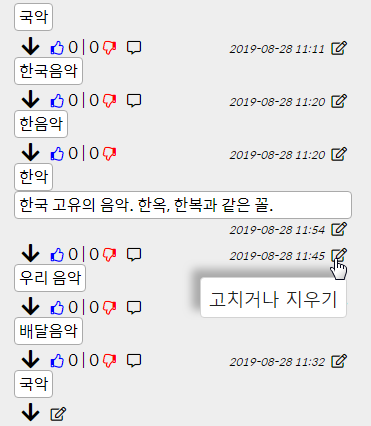 국악
0|0 2019-08-28 11:11
한국음악
0|0 2019-08-28 11:20
한음악
0|0 2019-08-28 11:20
한악
한국 고유의 음악. 한옥, 한복과 같은 꼴.
2019-08-28 11:54
0|0 2019-08-28 11:45
우리 음악
고치거나 지우기
0|0
배달음악
0|0 2019-08-28 11:32
국악